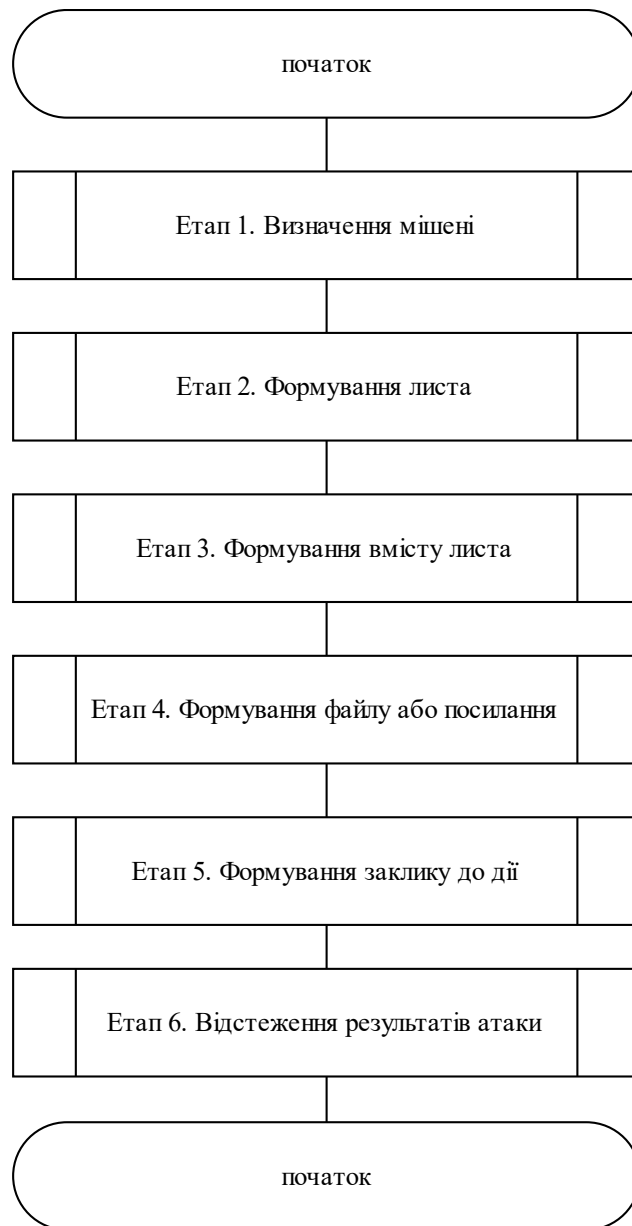 початок
Етап 1. Визначення мішені
Етап 2. Формування листа
Етап 3. Формування вмісту листа
Етап 4. Формування файлу або посилання
Етап 5. Формування заклику до дії
Етап 6. Відстеження результатів атаки
початок